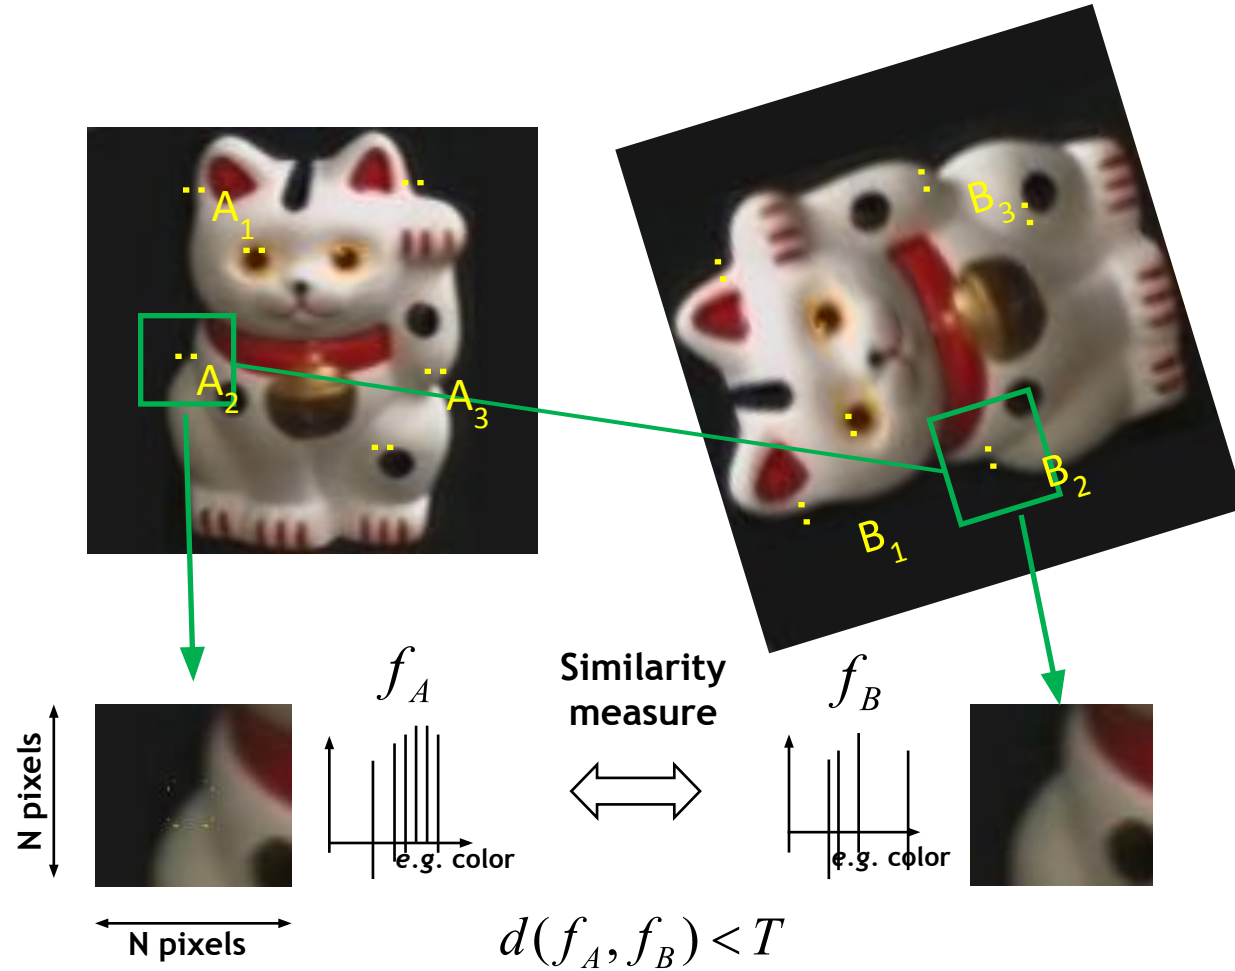 A1
A2
A3
B3
B2
B1
fA
Similarity
measure
fB
N pixels
e.g. color
e.g. color
N pixels
d(fA, fB) < T